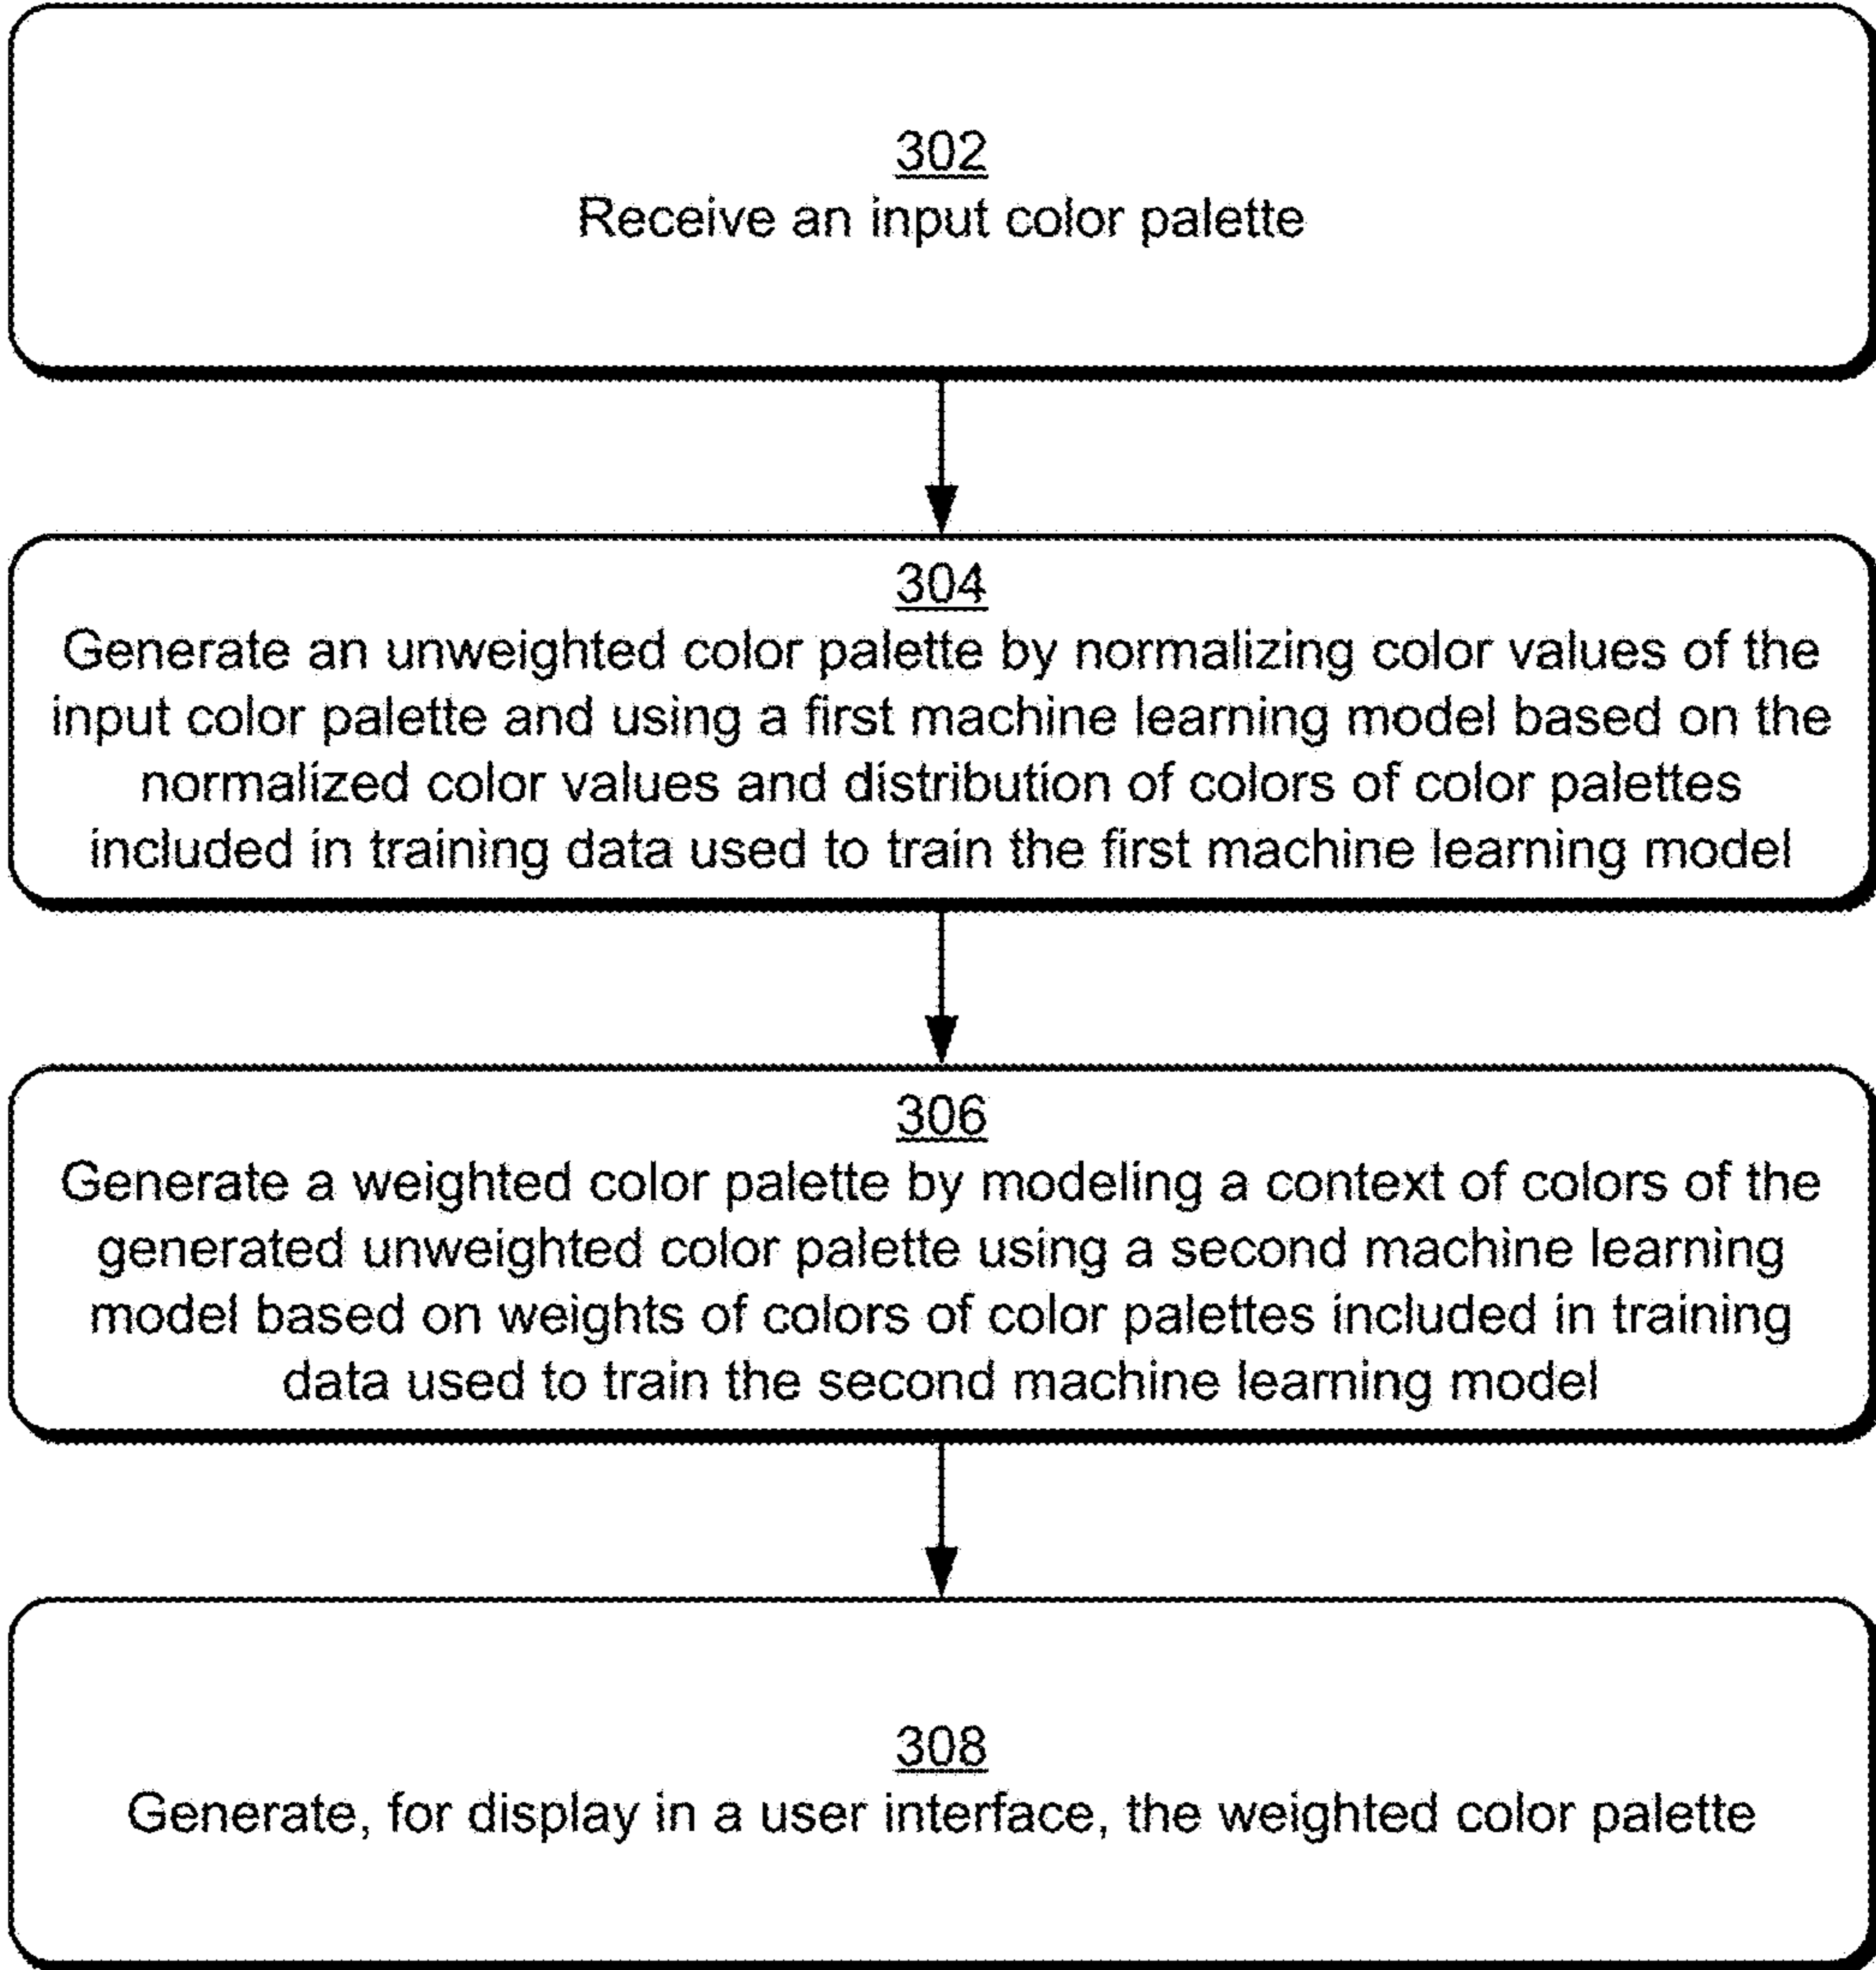 302
Receive an input color palette
304
Generate an unweighted color palette by normalizing color values of the
input color palette and using a first machine learning model based on the
normalized color values and distribution of colors of color palettes
included in training data used to train the first machine learning model
306
Generate a weighted color palette by modeling a context of colors of the
generated unweighted color palette using a second machine learning
model based on weights of colors of color palettes included in training
data used to train the second machine learning model
308
Generate, for display in a user interface, the weighted color palette